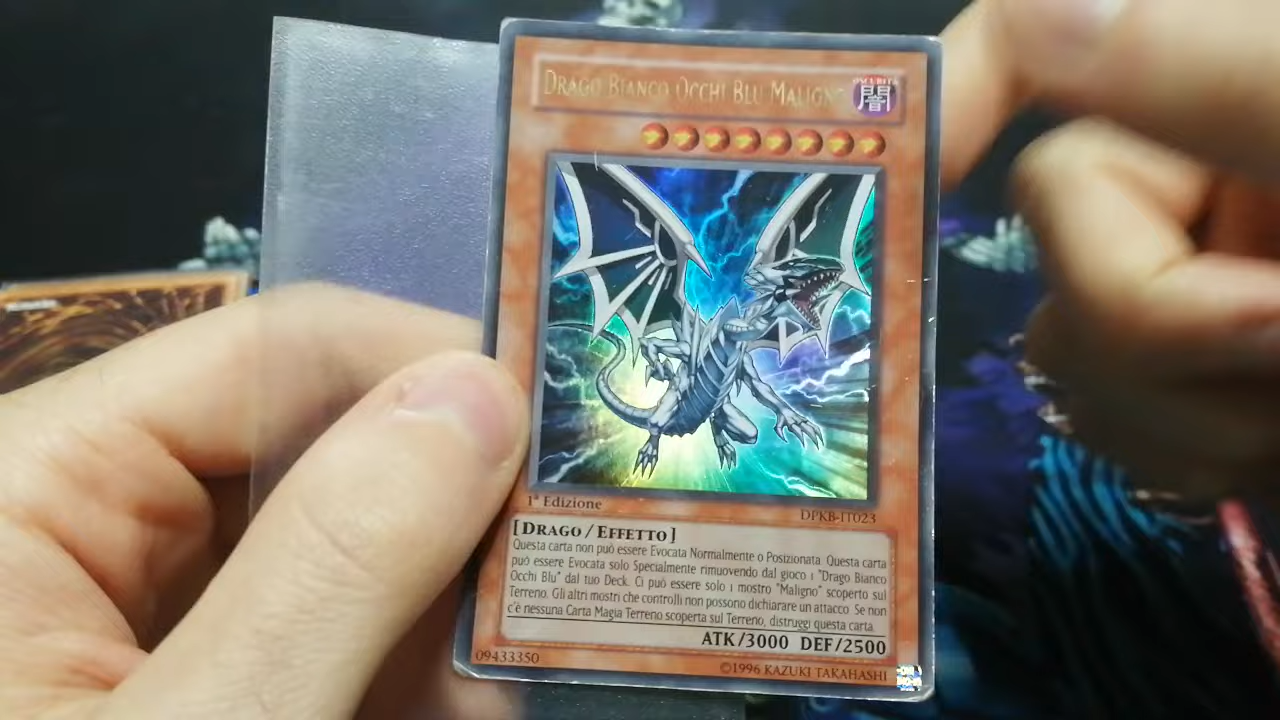 DRAGO BIANCO OCCHI BLU MALIGNO
OSCURITÀ
闇
1ª Edizione
DPKB-IT023
[DRAGO / EFFETTO]
Questa carta non può essere Evocata Normalmente o Posizionata. Questa carta
può essere Evocata solo Specialmente rimuovendo dal gioco 1 "Drago Bianco
Occhi Blu" dal tuo Deck. Ci può essere solo 1 mostro "Maligno" scoperto sul
Terreno. Gli altri mostri che controlli non possono dichiarare un attacco. Se non
c'è nessuna Carta Magia Terreno scoperta sul Terreno, distruggi questa carta.
ATK/3000 DEF/2500
09433350
©1996 KAZUKI TAKAHASHI